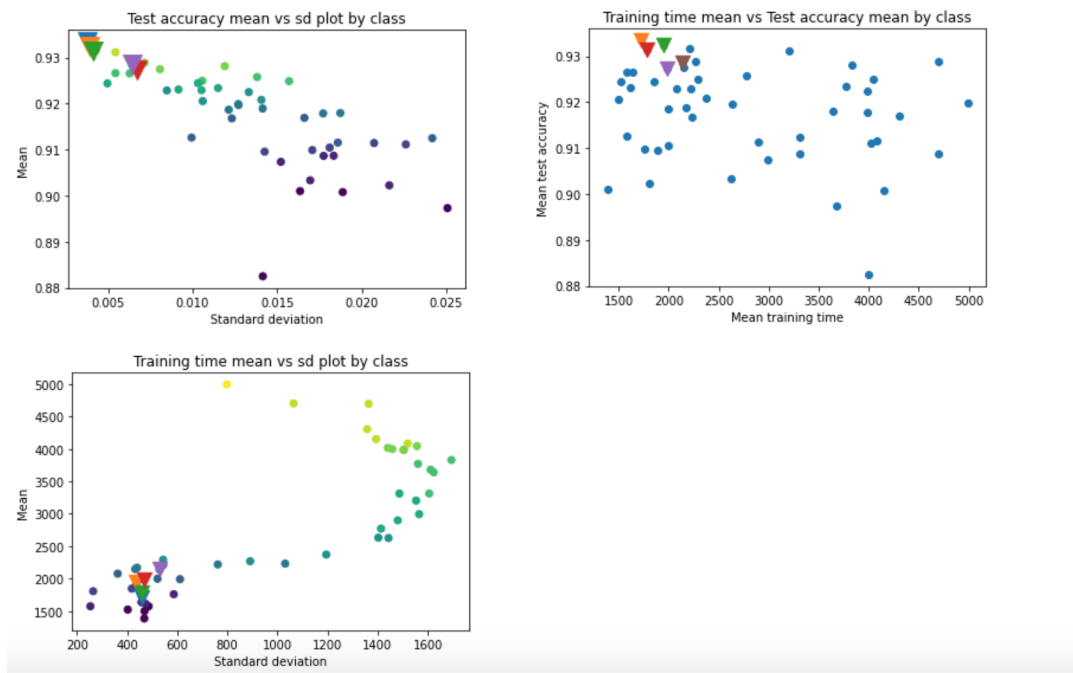 Test accuracy mean vs sd plot by class
0.93
0.92
0.91
0.90
0.89
0.88
Mean
0.005 0.010 0.015 0.020 0.025
Standard deviation
Training time mean vs Test accuracy mean by class
0.93
0.92
0.91
0.90
0.89
0.88
Mean test accuracy
1500 2000 2500 3000 3500 4000 4500 5000
Mean training time
Training time mean vs sd plot by class
5000
4500
4000
3500
3000
2500
2000
1500
Mean
200 400 600 800 1000 1200 1400 1600
Standard deviation